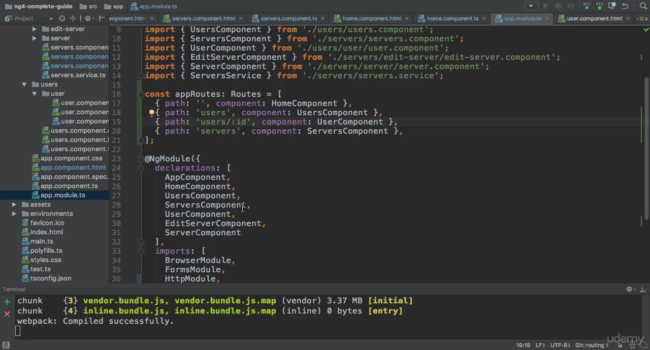 ng4-complete-guide
src
app
app.module.ts
Project
servers.component.html
servers.component.ts
home.component.html
home.component.ts
app.module.ts
user.component.html
edit-server
server
servers.component
servers.component
servers.component
servers.service.ts
users
user
user.compone
user.compone
user.compone
users.component.
users.component.
users.component.
app.component.css
app.component.html
app.component.spec.
app.component.ts
app.module.ts
assets
environments
favicon.ico
index.html
main.ts
polyfills.ts
styles.css
test.ts
tsconfig.json
9 import { UsersComponent } from './users/users.component';
10 import { ServersComponent } from './servers/servers.component';
11 import { UserComponent } from './users/user/user.component';
12 import { EditServerComponent } from './servers/edit-server/edit-server.component';
13 import { ServerComponent } from './servers/server/server.component';
14 import { ServersService } from './servers/servers.service';
15
16 const appRoutes: Routes = [
17 { path: '', component: HomeComponent },
18 { path: 'users', component: UsersComponent },
19 { path: 'users/:id', component: UserComponent },
20 { path: 'servers', component: ServersComponent },
21 ];
22
23 @NgModule({
24 declarations: [
25 AppComponent,
26 HomeComponent,
27 UsersComponent,
28 ServersComponent,
29 UserComponent,
30 EditServerComponent,
31 ServerComponent
32 ],
33 imports: [
34 BrowserModule,
35 FormsModule,
36 HttpModule,
Terminal
chunk {3} vendor.bundle.js, vendor.bundle.js.map (vendor) 3.37 MB [initial]
chunk {4} inline.bundle.js, inline.bundle.js.map (inline) 0 bytes [entry]
webpack: Compiled successfully.
19:19 LF÷ UTF-8÷ Git: routing÷
udemy